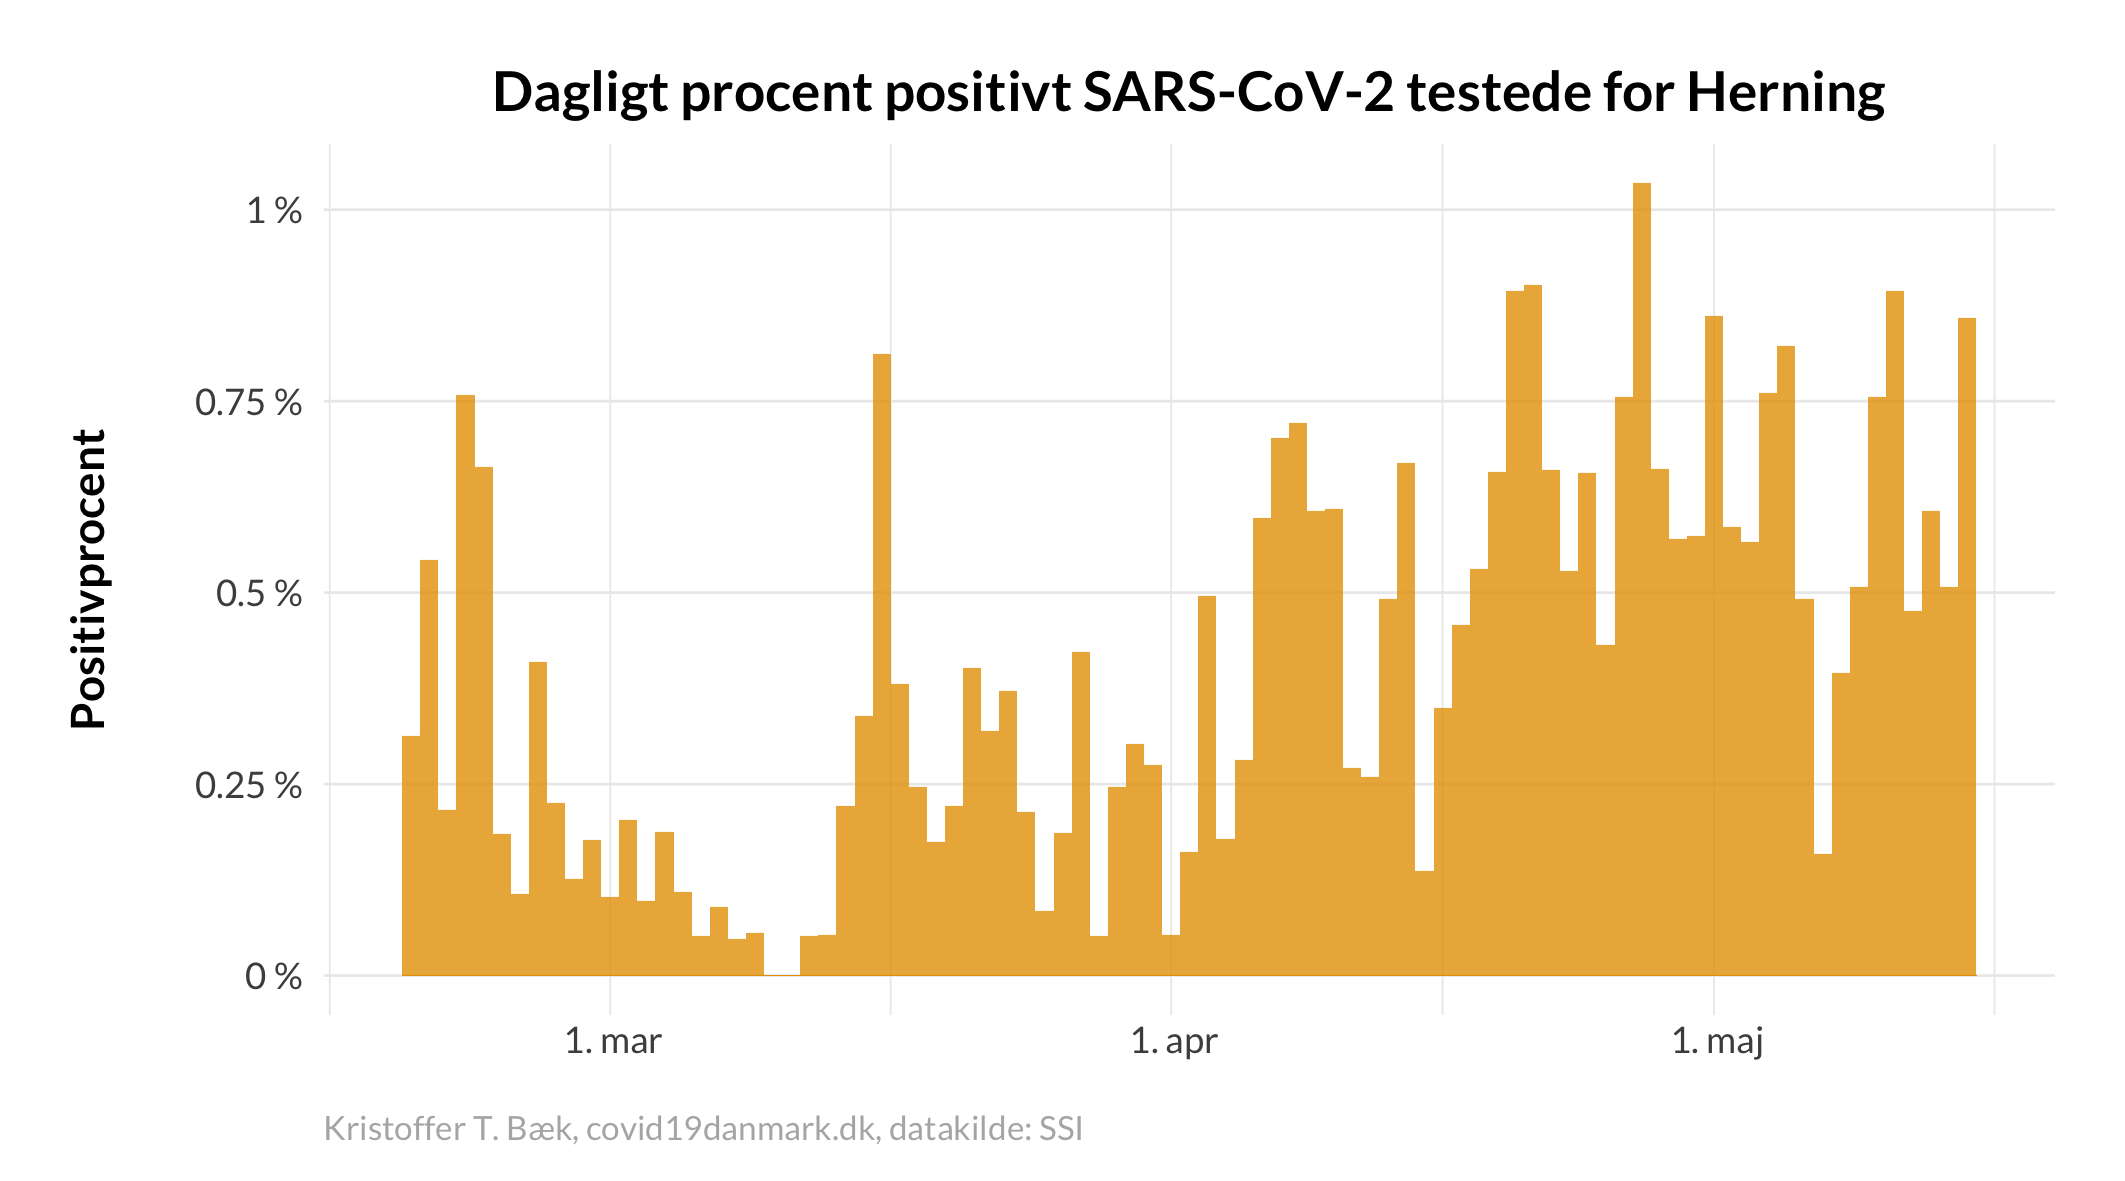 Dagligt procent positivt SARS-CoV-2 testede for Herning
Positivprocent
1 %
0.75 %
0.5 %
0.25 %
0 %
1. mar
1. apr
1. maj
Kristoffer T. Bæk, covid19danmark.dk, datakilde: SSI